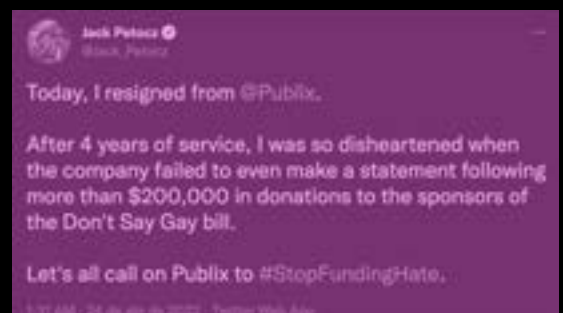 Jack Petocz
@Jack_Petocz
Today, I resigned from @Publix.
After 4 years of service, I was so disheartened when
the company failed to even make a statement following
more than $200,000 in donations to the sponsors of
the Don't Say Gay bill.
Let's all call on Publix to #StopFundingHate.